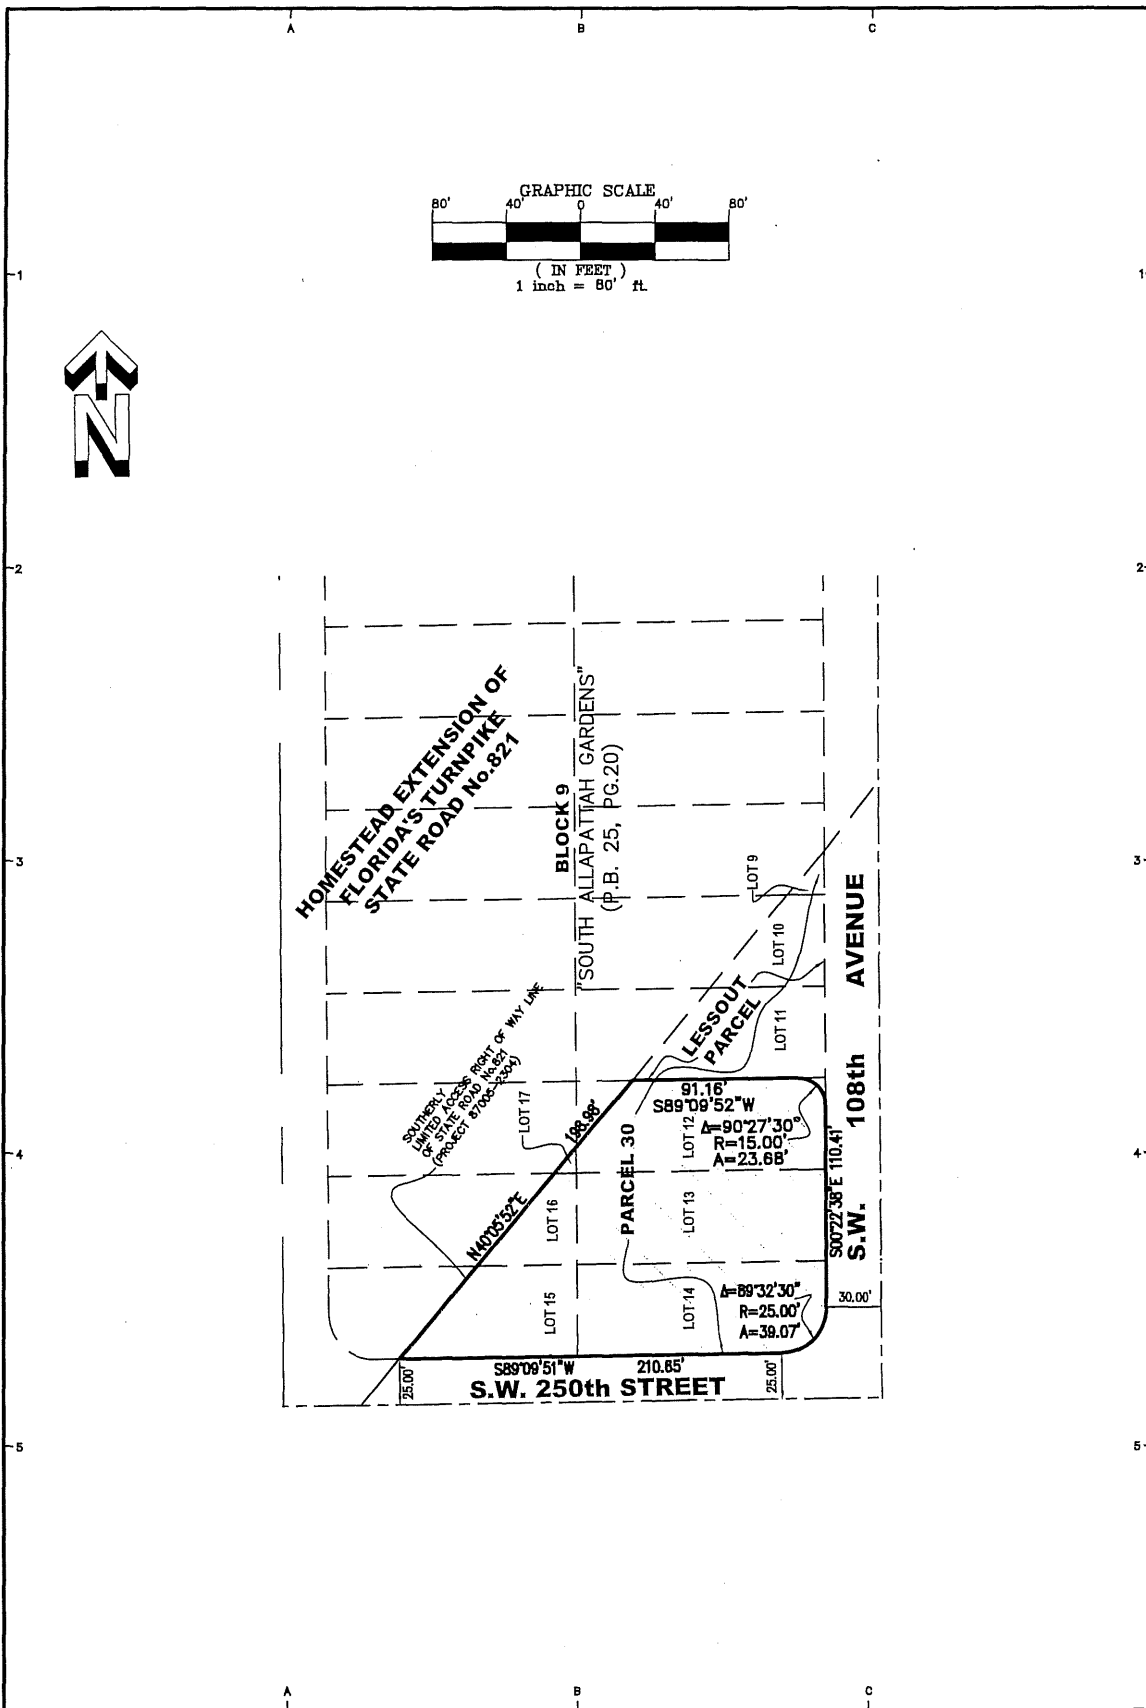 A
B
C
GRAPHIC SCALE
80' 40' 0 40' 80'
( IN FEET )
1 inch = 80' ft.
1
1
N
2
2
HOMESTEAD EXTENSION OF
FLORIDA'S TURNPIKE
STATE ROAD No.821
BLOCK 9
"SOUTH ALLAPATTAH GARDENS"
(P.B. 25, PG.20)
3
3
LOT 9
LOT 10
LOT 11
LESSOUT
PARCEL
S.W. 108th AVENUE
SOUTHERLY
LIMITED ACCESS RIGHT OF WAY LINE
OF STATE ROAD No.821
(PROJECT 87005-2304)
LOT 17
198.98'
N40°05'52"E
91.16'
S89°09'52"W
Δ=90°27'30"
R=15.00'
A=23.68'
LOT 12
PARCEL 30
S00°22'38"E 110.41'
4
4
LOT 16
LOT 13
LOT 15
LOT 14
Δ=89°32'30"
R=25.00'
A=39.07'
30.00'
S89°09'51"W 210.65'
25.00'
25.00'
S.W. 250th STREET
5
5
A
B
C